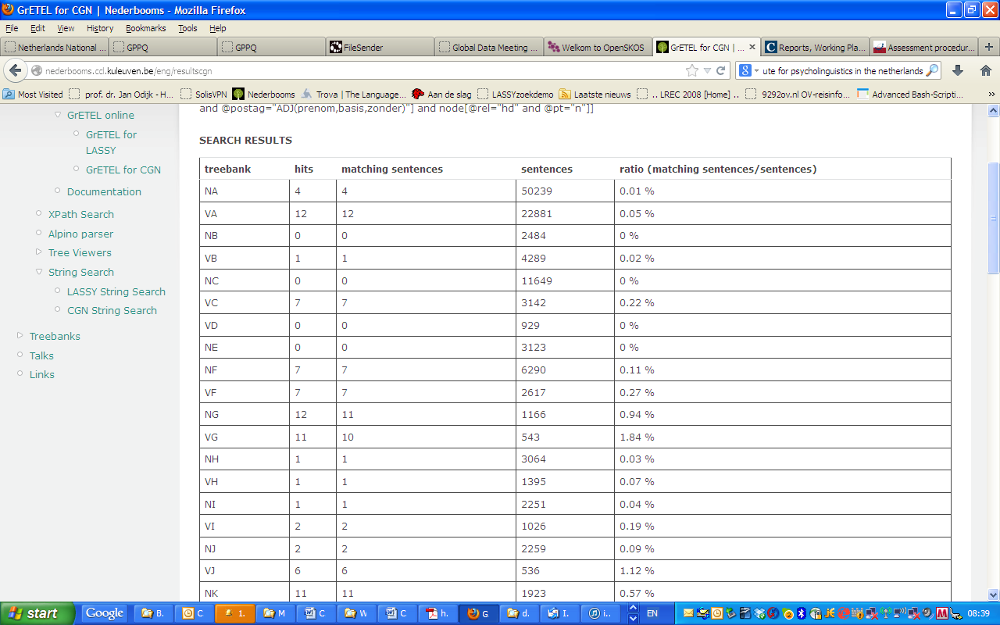 GrETEL for CGN | Nederbooms - Mozilla Firefox
File Edit View History Bookmarks Tools Help
Netherlands National ... GPPQ GPPQ FileSender Global Data Meeting ... Welkom to OpenSKOS GrETEL for CGN | ... Reports, Working Pla... Assessment procedur...
nederbooms.ccl.kuleuven.be/eng/resultscgn ute for psycholinguistics in the netherlands
Most Visited prof. dr. Jan Odijk - H... SolisVPN Nederbooms Trova | The Language... Aan de slag LASSYzoekdemo Laatste nieuws .. LREC 2008 [Home] .. 9292ov.nl OV-reisinfo... Advanced Bash-Scripti... »
GrETEL online
GrETEL for
LASSY
GrETEL for CGN
Documentation
XPath Search
Alpino parser
Tree Viewers
String Search
LASSY String Search
CGN String Search
Treebanks
Talks
Links
and @postag="ADJ(prenom,basis,zonder)"] and node[@rel="hd" and @pt="n"]]
SEARCH RESULTS
treebank hits matching sentences sentences ratio (matching sentences/sentences)
NA 4 4 50239 0.01 %
VA 12 12 22881 0.05 %
NB 0 0 2484 0 %
VB 1 1 4289 0.02 %
NC 0 0 11649 0 %
VC 7 7 3142 0.22 %
VD 0 0 929 0 %
NE 0 0 3123 0 %
NF 7 7 6290 0.11 %
VF 7 7 2617 0.27 %
NG 12 11 1166 0.94 %
VG 11 10 543 1.84 %
NH 1 1 3064 0.03 %
VH 1 1 1395 0.07 %
NI 1 1 2251 0.04 %
VI 2 2 1026 0.19 %
NJ 2 2 2259 0.09 %
VJ 6 6 536 1.12 %
NK 11 11 1923 0.57 %
start Google B. C 1. M C W C h. G d. I. i.. EN 08:39